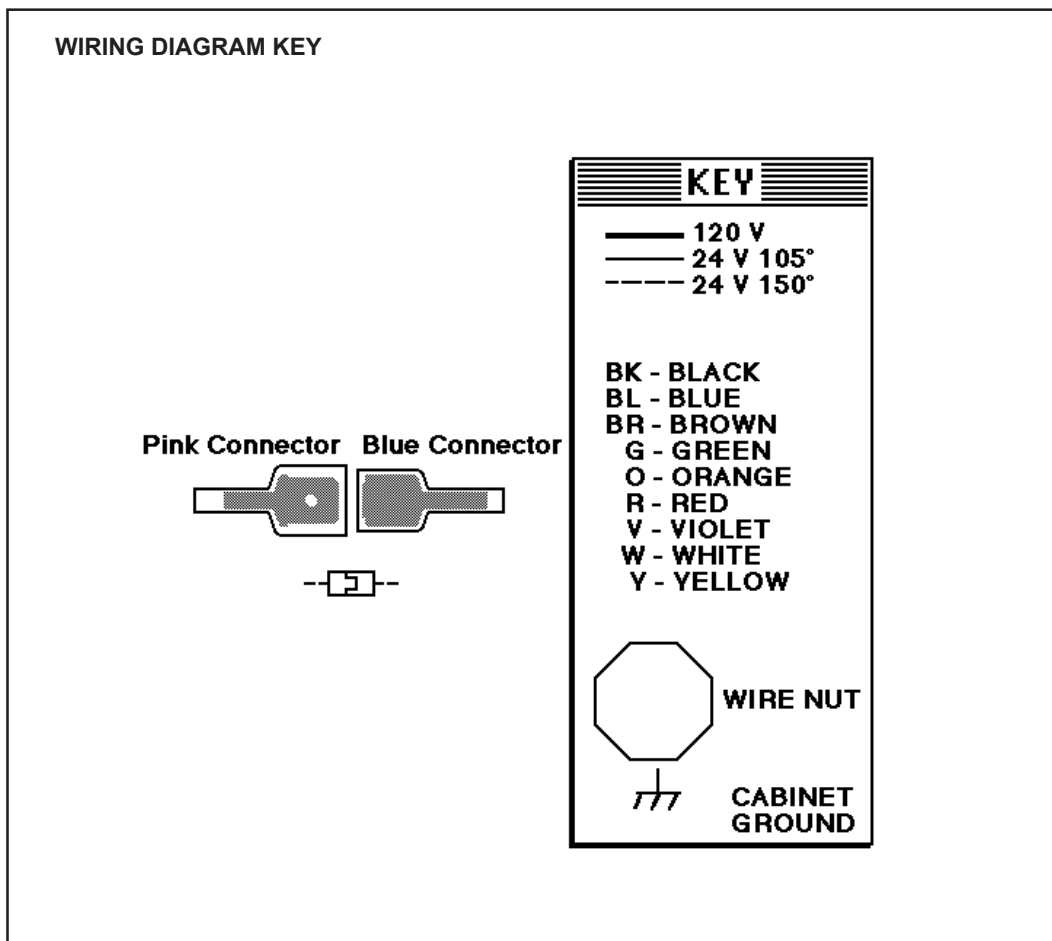 WIRING DIAGRAM KEY
KEY
120 V
24 V 105°
24 V 150°
BK - BLACK
BL - BLUE
BR - BROWN
G - GREEN
O - ORANGE
R - RED
V - VIOLET
W - WHITE
Y - YELLOW
Pink Connector Blue Connector
WIRE NUT
CABINET
GROUND